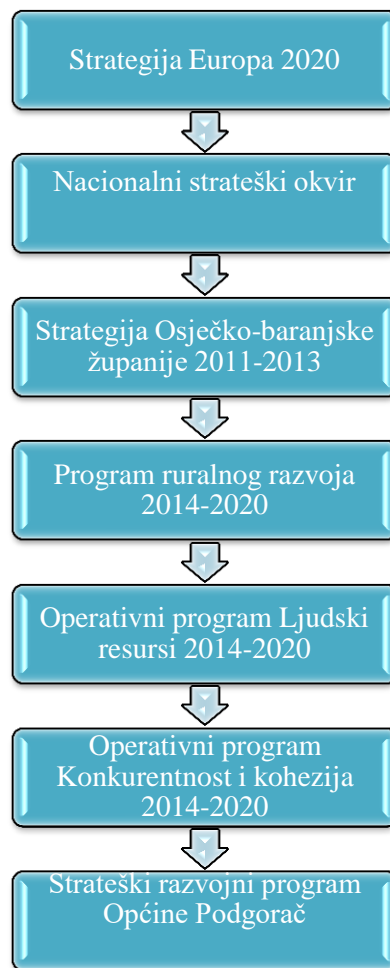 Strategija Europa 2020
Nacionalni strateški okvir
Strategija Osječko-baranjske
županije 2011-2013
Program ruralnog razvoja
2014-2020
Operativni program Ljudski
resursi 2014-2020
Operativni program
Konkurentnost i kohezija
2014-2020
Strateški razvojni program
Općine Podgorač